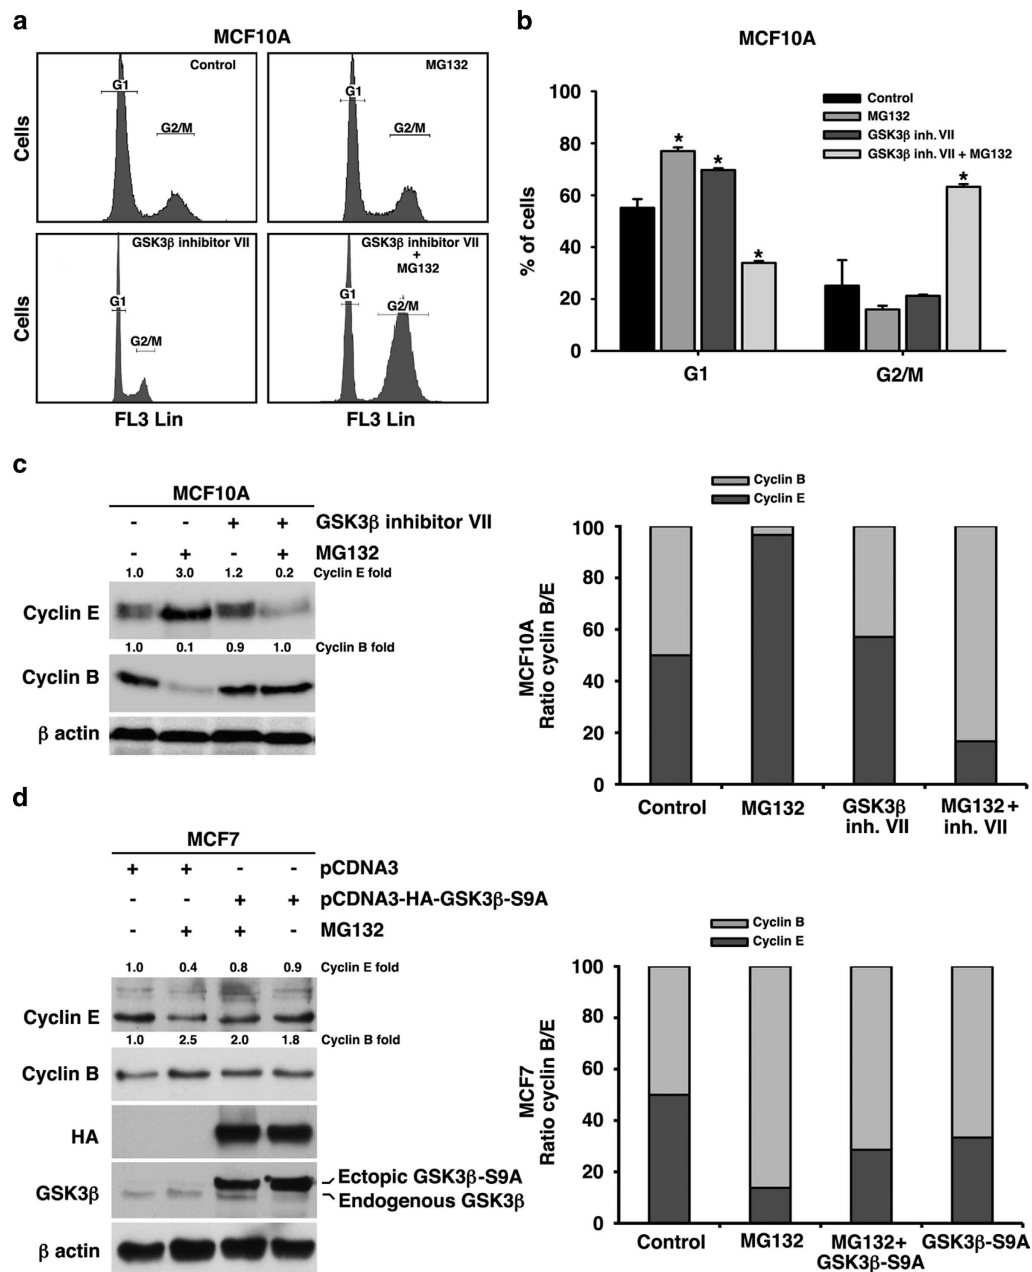 a
MCF10A
Control
MG132
G1
G2/M
G1
G2/M
Cells
GSK3β inhibitor VII
GSK3β inhibitor VII
+
MG132
G1
G2/M
G1
G2/M
Cells
FL3 Lin
FL3 Lin
b
MCF10A
Control
MG132
GSK3β inh. VII
GSK3β inh. VII + MG132
% of cells
100
80
60
40
20
0
* * * *
G1
G2/M
c
MCF10A
- - + + GSK3β inhibitor VII
- + - + MG132
1.0 3.0 1.2 0.2 Cyclin E fold
Cyclin E
1.0 0.1 0.9 1.0 Cyclin B fold
Cyclin B
β actin
Cyclin B
Cyclin E
MCF10A
Ratio cyclin B/E
100
80
60
40
20
0
Control
MG132
GSK3β
inh. VII
MG132 +
inh. VII
d
MCF7
+ + - - pCDNA3
- - + + pCDNA3-HA-GSK3β-S9A
- + + - MG132
1.0 0.4 0.8 0.9 Cyclin E fold
Cyclin E
1.0 2.5 2.0 1.8 Cyclin B fold
Cyclin B
HA
GSK3β
Ectopic GSK3β-S9A
Endogenous GSK3β
β actin
Cyclin B
Cyclin E
MCF7
Ratio cyclin B/E
100
80
60
40
20
0
Control
MG132
MG132+
GSK3β-S9A
GSK3β-S9A